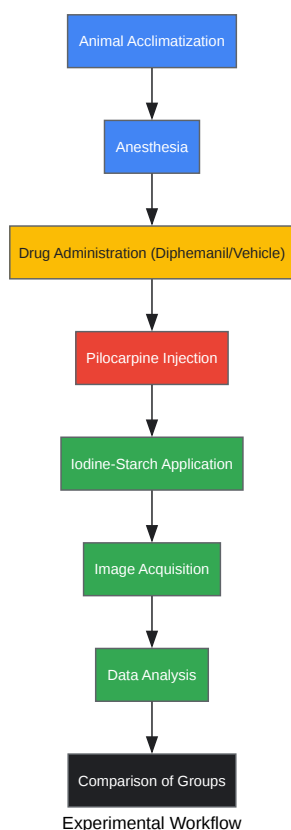 Animal Acclimatization
Anesthesia
Drug Administration (Diphemanil/Vehicle)
Pilocarpine Injection
Iodine-Starch Application
Image Acquisition
Data Analysis
Comparison of Groups
Experimental Workflow